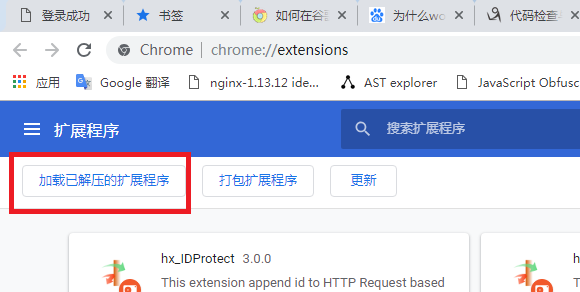 登录成功 书签 如何在谷 为什么wo 代码检查
Chrome chrome://extensions
应用 Google 翻译 nginx-1.13.12 ide... AST explorer JavaScript Obfusc
扩展程序 搜索扩展程序
加载已解压的扩展程序 打包扩展程序 更新
hx_IDProtect 3.0.0 h
This extension append id to HTTP Request based T